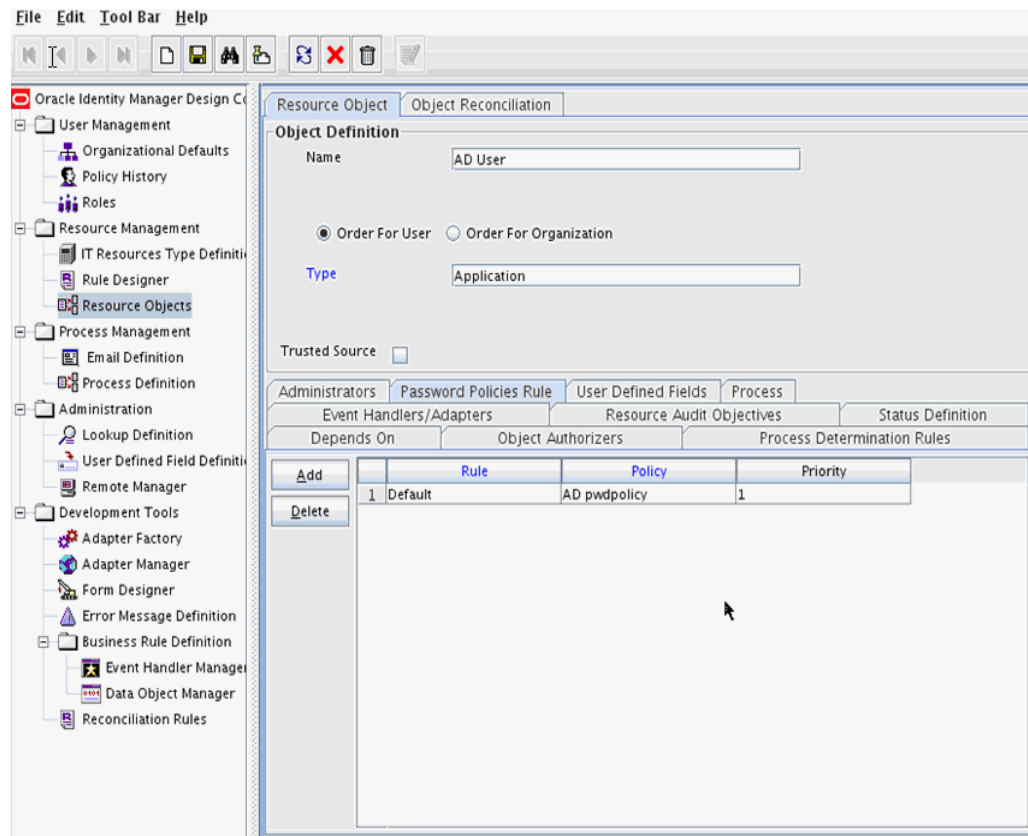 File Edit Tool Bar Help
Oracle Identity Manager Design Co
User Management
Organizational Defaults
Policy History
Roles
Resource Management
IT Resources Type Definiti
Rule Designer
Resource Objects
Process Management
Email Definition
Process Definition
Administration
Lookup Definition
User Defined Field Definiti
Remote Manager
Development Tools
Adapter Factory
Adapter Manager
Form Designer
Error Message Definition
Business Rule Definition
Event Handler Manager
Data Object Manager
Reconciliation Rules
Resource Object Object Reconciliation
Object Definition
Name AD User
Order For User Order For Organization
Type Application
Trusted Source
Administrators Password Policies Rule User Defined Fields Process
Event Handlers/Adapters Resource Audit Objectives Status Definition
Depends On Object Authorizers Process Determination Rules
Add Rule Policy Priority
1 Default AD pwdpolicy 1
Delete